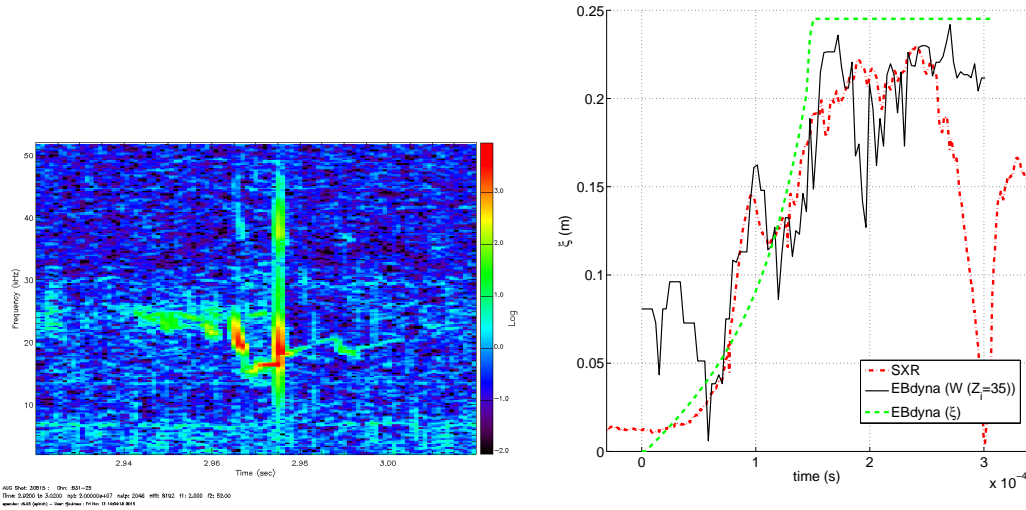 50
40
30
20
10
Frequency (kHz)
2.94
2.96
2.98
3.00
Time (sec)
3.0
2.0
1.0
0.0
-1.0
-2.0
Log
AUG Shot: 30815 : Chn: :B31-25
0.25
0.2
0.15
0.1
0.05
0
ξ (m)
0
1
2
3
x 10⁻⁴
time (s)
SXR
EBdyna (W (Zᵢ=35))
EBdyna (ξ)